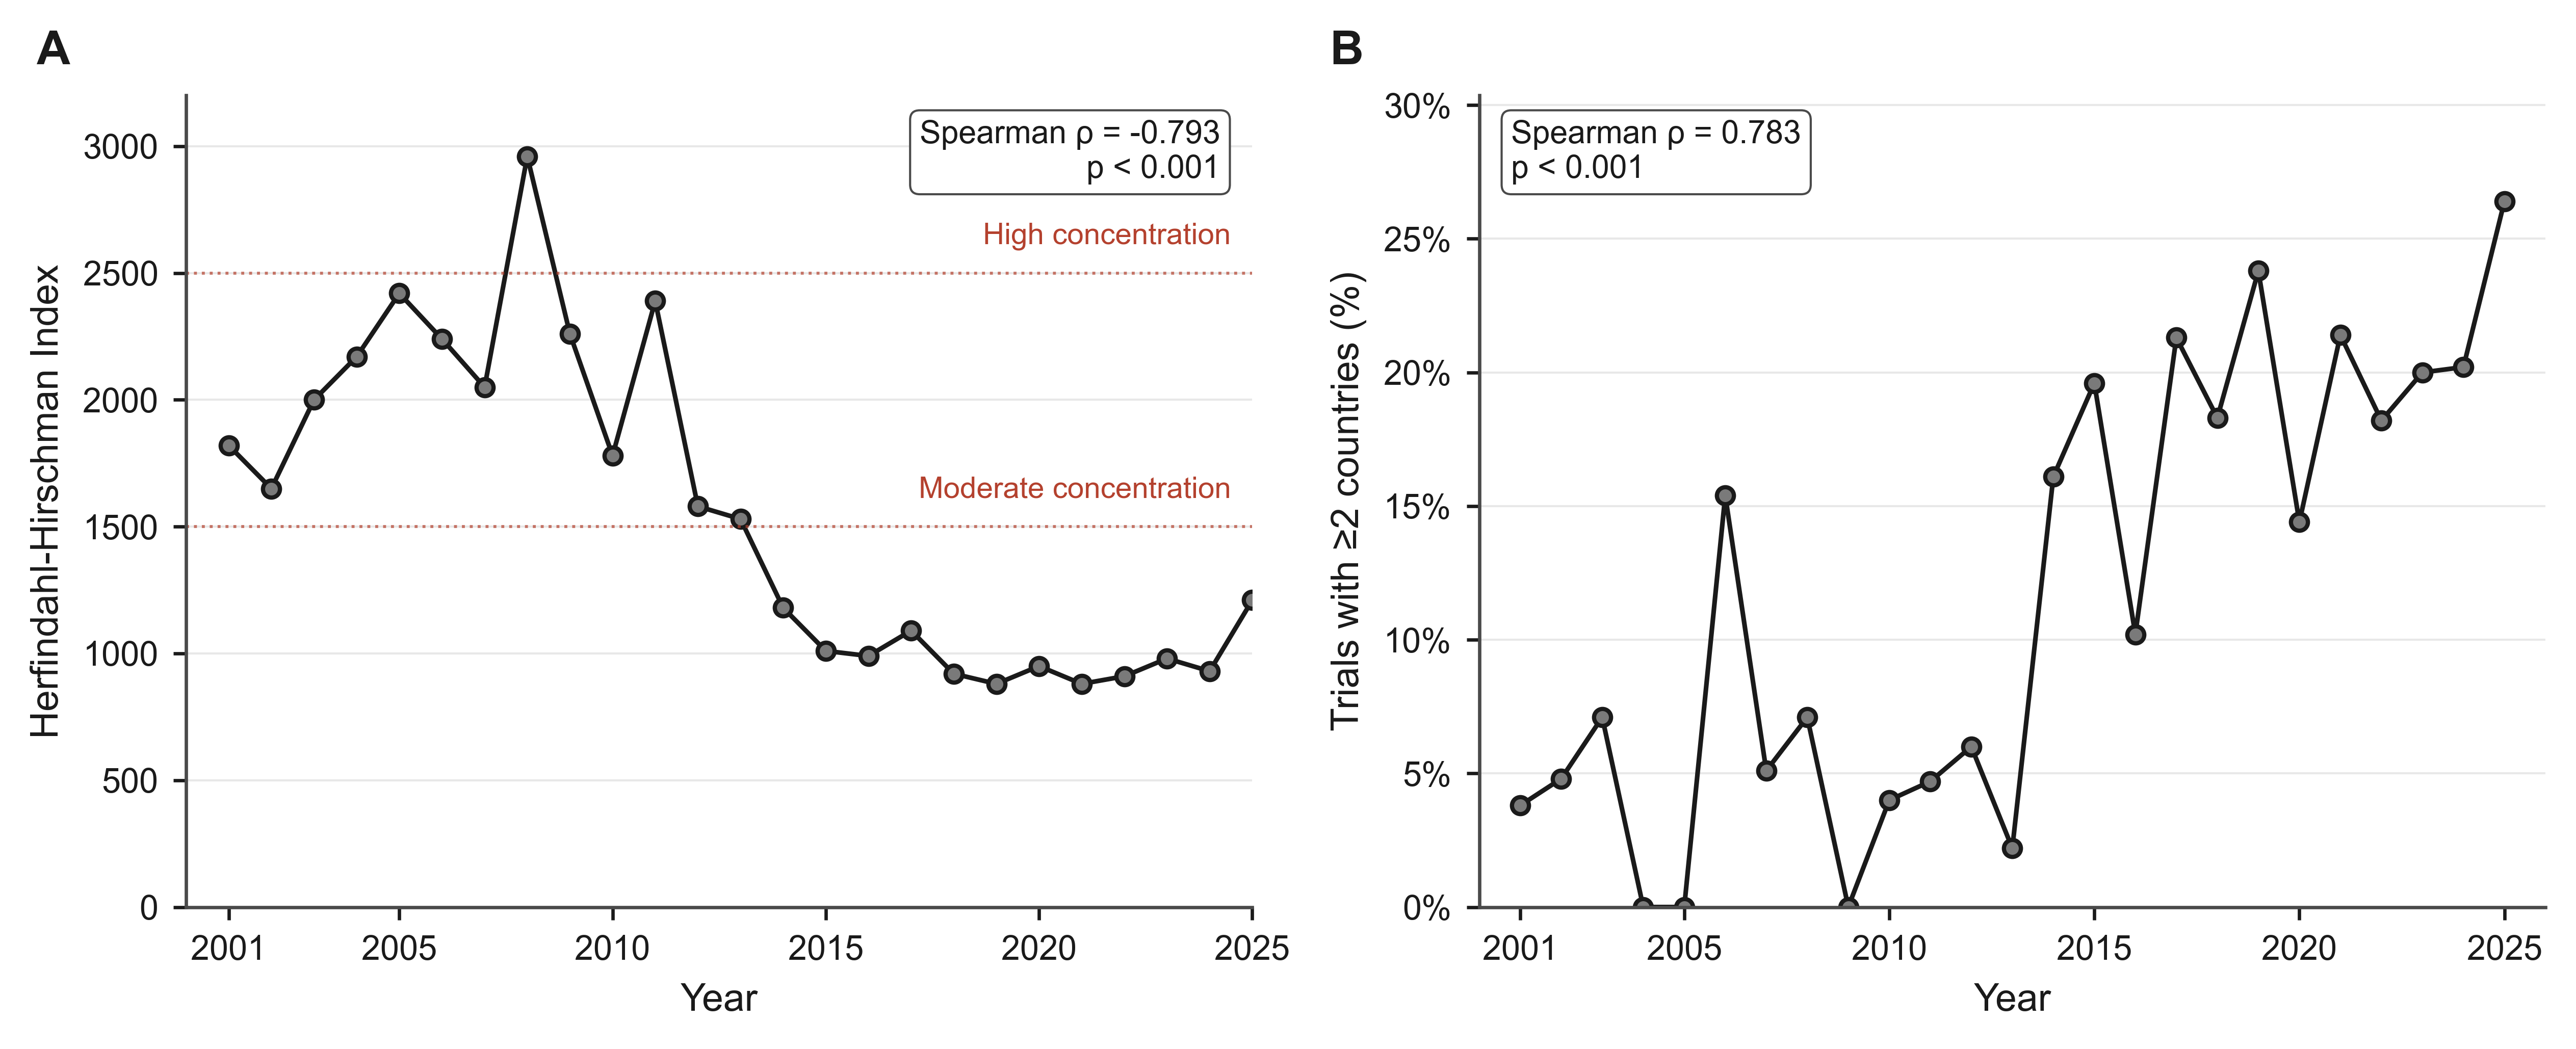 A
Herfindahl-Hirschman Index
3000
2500
2000
1500
1000
500
0
Spearman ρ = -0.793
p < 0.001
High concentration
Moderate concentration
2001
2005
2010
2015
2020
2025
Year
B
Trials with ≥2 countries (%)
30%
25%
20%
15%
10%
5%
0%
Spearman ρ = 0.783
p < 0.001
2001
2005
2010
2015
2020
2025
Year